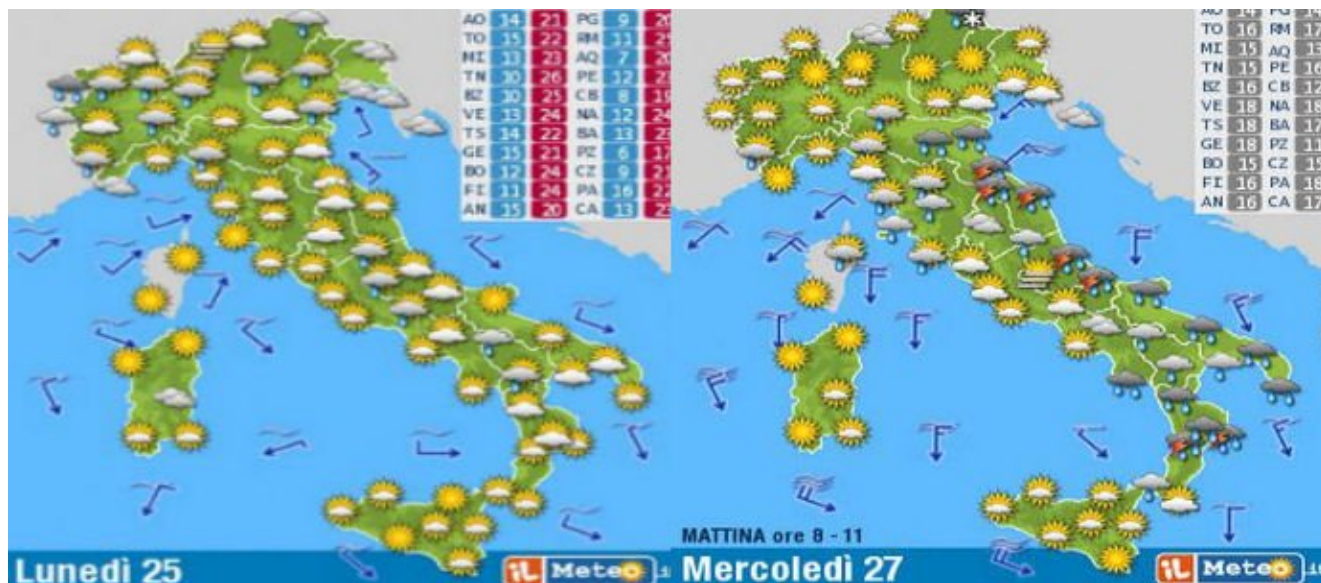 AO 14 21 PG 9 20
TO 15 22 RM 11 25
MI 13 23 AQ 7 20
TN 10 26 PE 12 23
BZ 10 25 CB 8 19
VE 13 24 NA 12 24
TS 14 22 BA 13 23
GE 15 21 PZ 6 17
BO 12 24 CZ 9 21
FI 11 24 PA 16 22
AN 15 20 CA 13
Lunedì 25
iL Meteo
AO 14 PG
TO 16 RM 17
MI 15 AQ 13
TN 15 PE 16
BZ 16 CB 12
VE 18 NA 18
TS 18 BA 17
GE 18 PZ 11
BO 15 CZ 15
FI 16 PA 18
AN 16 CA 17
MATTINA ore 8 - 11
Mercoledì 27
iL Meteo